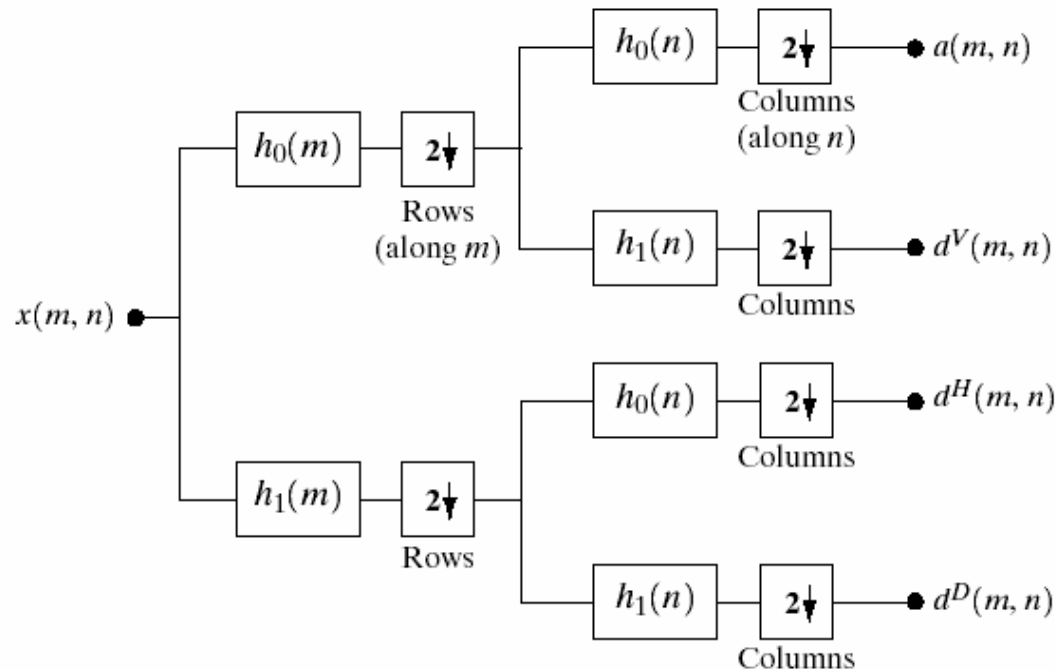 h₀(n)
2↓
a(m, n)
Columns
(along n)
h₀(m)
2↓
Rows
(along m)
h₁(n)
2↓
dⱽ(m, n)
Columns
x(m, n)
h₀(n)
2↓
dᴴ(m, n)
Columns
h₁(m)
2↓
Rows
h₁(n)
2↓
dᴰ(m, n)
Columns